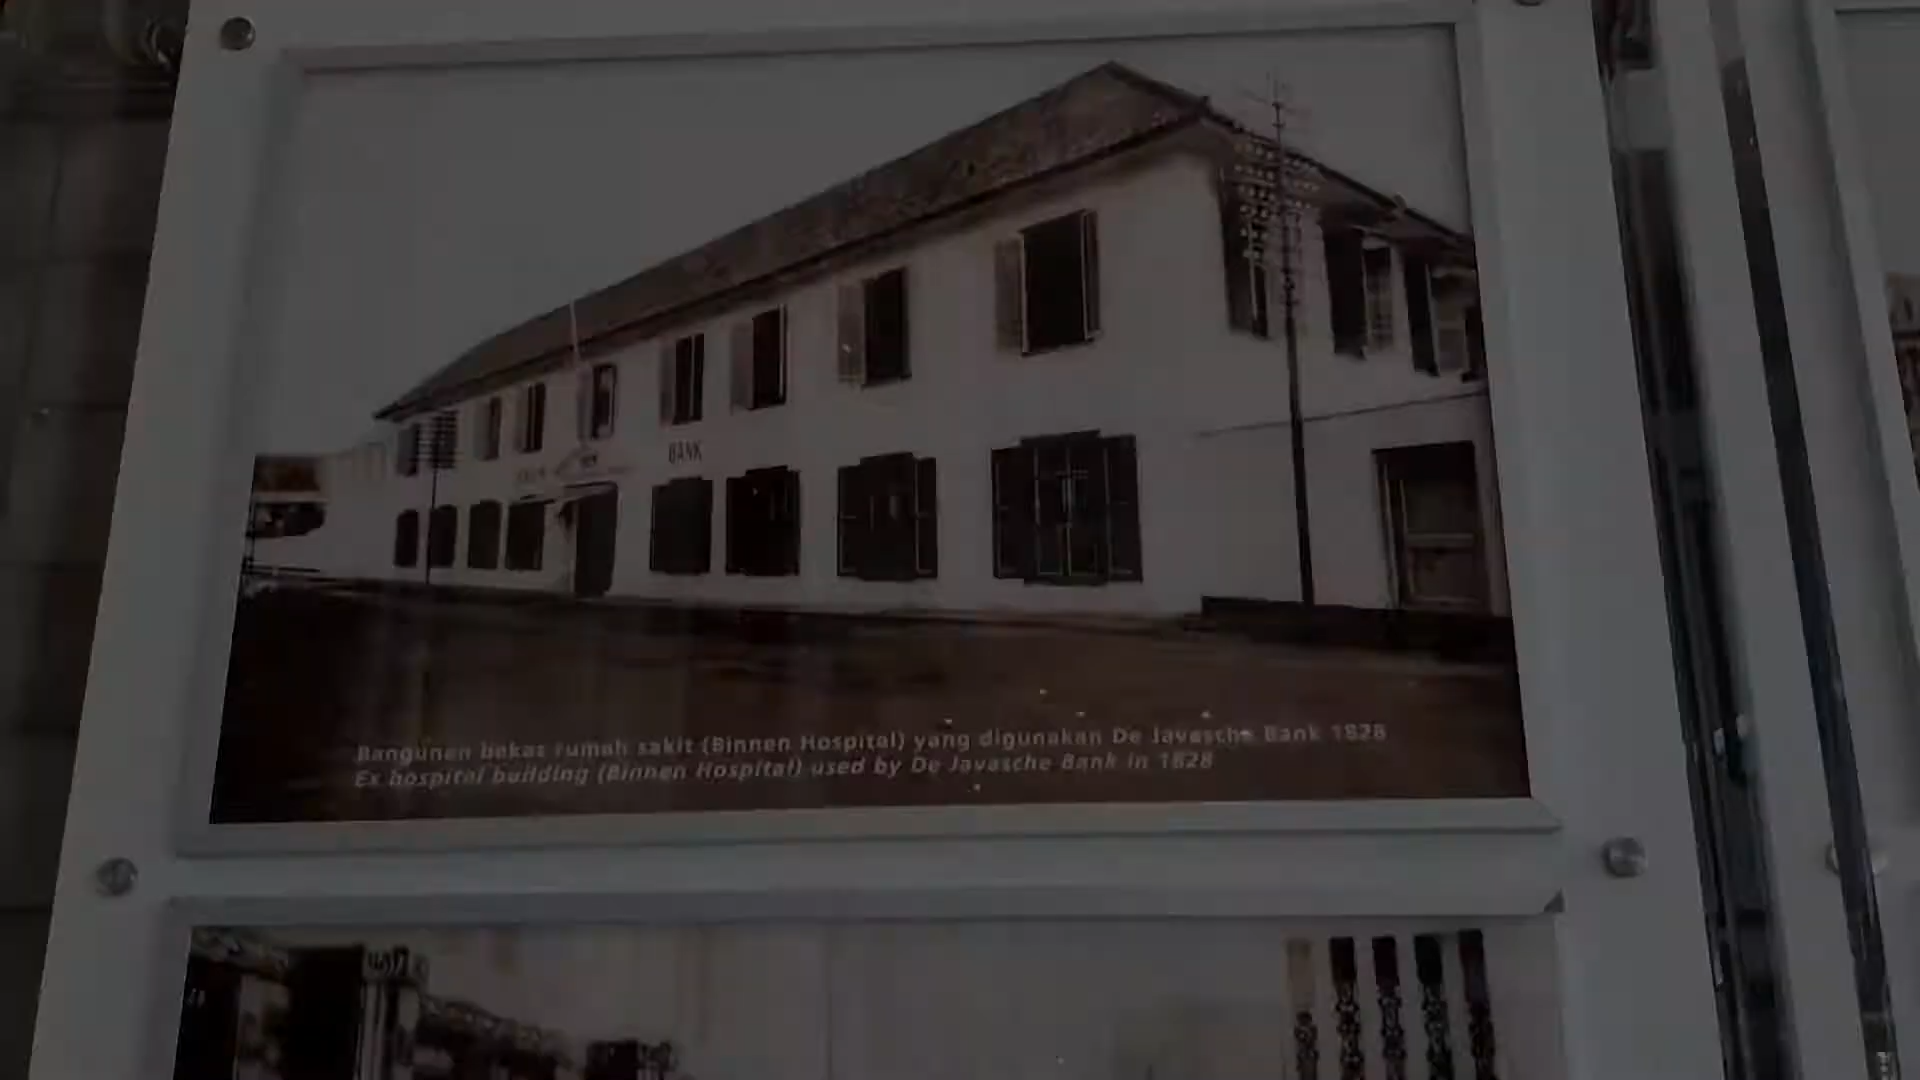 BANK
Bangunan bekas rumah sakit (Binnen Hospital) yang digunakan De Javasche Bank 1828
Ex hospital building (Binnen Hospital) used by De Javasche Bank in 1828